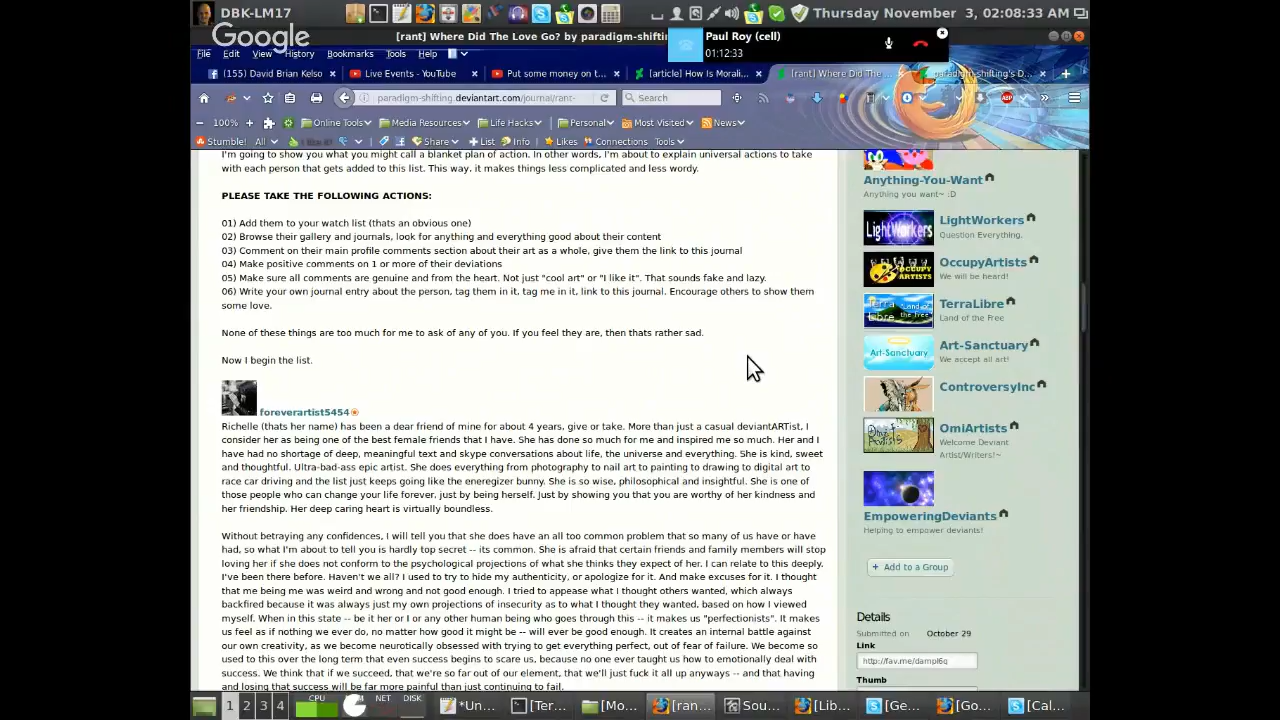 DBK-LM17
Thursday November 3, 02:08:33 AM
Google
[rant] Where Did The Love Go? by paradigm-shifting
Paul Roy (cell)
01:12:33
File View History Bookmarks Tools Help
(155) David Brian Kelso
Live Events - YouTube
Put some money on t...
[article] How Is Morali...
[rant] Where Did The ...
paradigm-shifting's D...
paradigm-shifting.deviantart.com/journal/rant-
Search
100%
Online Tools
Media Resources
Life Hacks
Personal
Most Visited
News
Stumble! All
Share
List
Info
Likes
Connections
Tools
I'm going to show you what you might call a blanket plan of action. In other words, I'm about to explain universal actions to take
with each person that gets added to this list. This way, it makes things less complicated and less wordy.
PLEASE TAKE THE FOLLOWING ACTIONS:
01) Add them to your watch list (thats an obvious one)
02) Browse their gallery and journals, look for anything and everything good about their content
03) Comment on their main profile comments section about their art as a whole, give them the link to this journal
04) Make positive comments on 1 or more of their deviations
05) Make sure all comments are genuine and from the heart. Not just "cool art" or "I like it". That sounds fake and lazy.
06) Write your own journal entry about the person, tag them in it, tag me in it, link to this journal. Encourage others to show them
some love.
None of these things are too much for me to ask of any of you. If you feel they are, then thats rather sad.
Now I begin the list.
foreverartist5454
Richelle (thats her name) has been a dear friend of mine for about 4 years, give or take. More than just a casual deviantARTist, I
consider her as being one of the best female friends that I have. She has done so much for me and inspired me so much. Her and I
have had no shortage of deep, meaningful text and skype conversations about life, the universe and everything. She is kind, sweet
and thoughtful. Ultra-bad-ass epic artist. She does everything from photography to nail art to painting to drawing to digital art to
race car driving and the list just keeps going like the eneregizer bunny. She is so wise, philosophical and insightful. She is one of
those people who can change your life forever, just by being herself. Just by showing you that you are worthy of her kindness and
her friendship. Her deep caring heart is virtually boundless.
Without betraying any confidences, I will tell you that she does have an all too common problem that so many of us have or have
had, so what I'm about to tell you is hardly top secret -- its common. She is afraid that certain friends and family members will stop
loving her if she does not conform to the psychological projections of what she thinks they expect of her. I can relate to this deeply.
I've been there before. Haven't we all? I used to try to hide my authenticity, or apologize for it. And make excuses for it. I thought
that me being me was weird and wrong and not good enough. I tried to appease what I thought others wanted, which always
backfired because it was always just my own projections of insecurity as to what I thought they wanted, based on how I viewed
myself. When in this state -- be it her or I or any other human being who goes through this -- it makes us "perfectionists". It makes
us feel as if nothing we ever do, no matter how good it might be -- will ever be good enough. It creates an internal battle against
our own creativity, as we become neurotically obsessed with trying to get everything perfect, out of fear of failure. We become so
used to this over the long term that even success begins to scare us, because no one ever taught us how to emotionally deal with
success. We think that if we succeed, that we're so far out of our element, that we'll just fuck it all up anyways -- and that having
and losing that success will be far more painful than just continuing to fail.
Anything-You-Want
Anything you want~ :D
LightWorkers
LightWorkers
Question Everything.
OCCUPY ARTISTS
OccupyArtists
We will be heard!
Terra Libre "Land of the Free"
TerraLibre
Land of the Free
Art-Sanctuary
Art-Sanctuary
We accept all art!
ControversyInc
OmiArtists
Welcome Deviant
Artist/Writers!~
EmpoweringDeviants
Helping to empower deviants!
+ Add to a Group
Details
Submitted on October 29
Link
http://fav.me/dampl6q
Thumb
1 2 3 4
CPU
NET
DISK
*Un...
[Ter...
[Mo...
[ran...
Sou...
[Lib...
[Ge...
[Go...
[Cal...